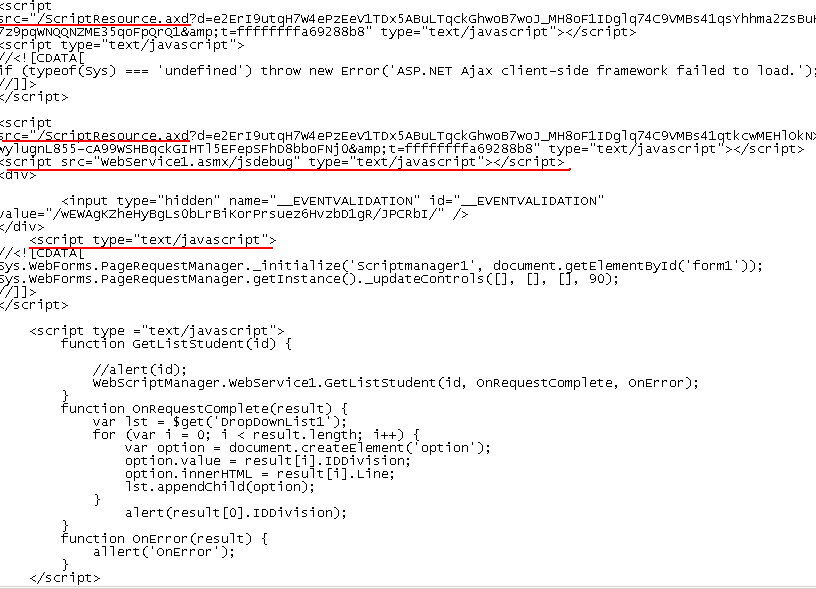 <script
src="/ScriptResource.axd?d=e2ErI9utqH7W4ePzEeV1TDx5ABuLTqckGhwoB7woJ_MH8oF1IDglq74C9VMBs41qsYhhma2ZsBuH
7z9pqWNQQNZME35qoFpQrQ1&amp;t=ffffffffa69288b8" type="text/javascript"></script>
<script type="text/javascript">
//<![CDATA[
if (typeof(Sys) === 'undefined') throw new Error('ASP.NET Ajax client-side framework failed to load.');
//]]>
</script>
<script
src="/ScriptResource.axd?d=e2ErI9utqH7W4ePzEeV1TDx5ABuLTqckGhwoB7woJ_MH8oF1IDglq74C9VMBs41qtkcwMEHlOkN>
wylugnL855-cA99WSHBqckGIHTl5EFepSFhD8bboFNj0&amp;t=ffffffffa69288b8" type="text/javascript"></script>
<script src="WebService1.asmx/jsdebug" type="text/javascript"></script>
<div>
<input type="hidden" name="__EVENTVALIDATION" id="__EVENTVALIDATION"
value="/wEWAgKZheHyBgLs0bLrBiKorPrsuez6HvzbD1gR/JPCRbI/" />
</div>
<script type="text/javascript">
//<![CDATA[
Sys.WebForms.PageRequestManager._initialize('Scriptmanager1', document.getElementById('form1'));
Sys.WebForms.PageRequestManager.getInstance()._updateControls([], [], [], 90);
//]]>
</script>
<script type ="text/javascript">
function GetListStudent(id) {
//alert(id);
WebScriptManager.WebService1.GetListStudent(id, OnRequestComplete, OnError);
}
function OnRequestComplete(result) {
var lst = $get('DropDownList1');
for (var i = 0; i < result.length; i++) {
var option = document.createElement('option');
option.value = result[i].IDDivision;
option.innerHTML = result[i].Line;
lst.appendChild(option);
}
alert(result[0].IDDivision);
}
function OnError(result) {
allert('OnError');
}
</script>